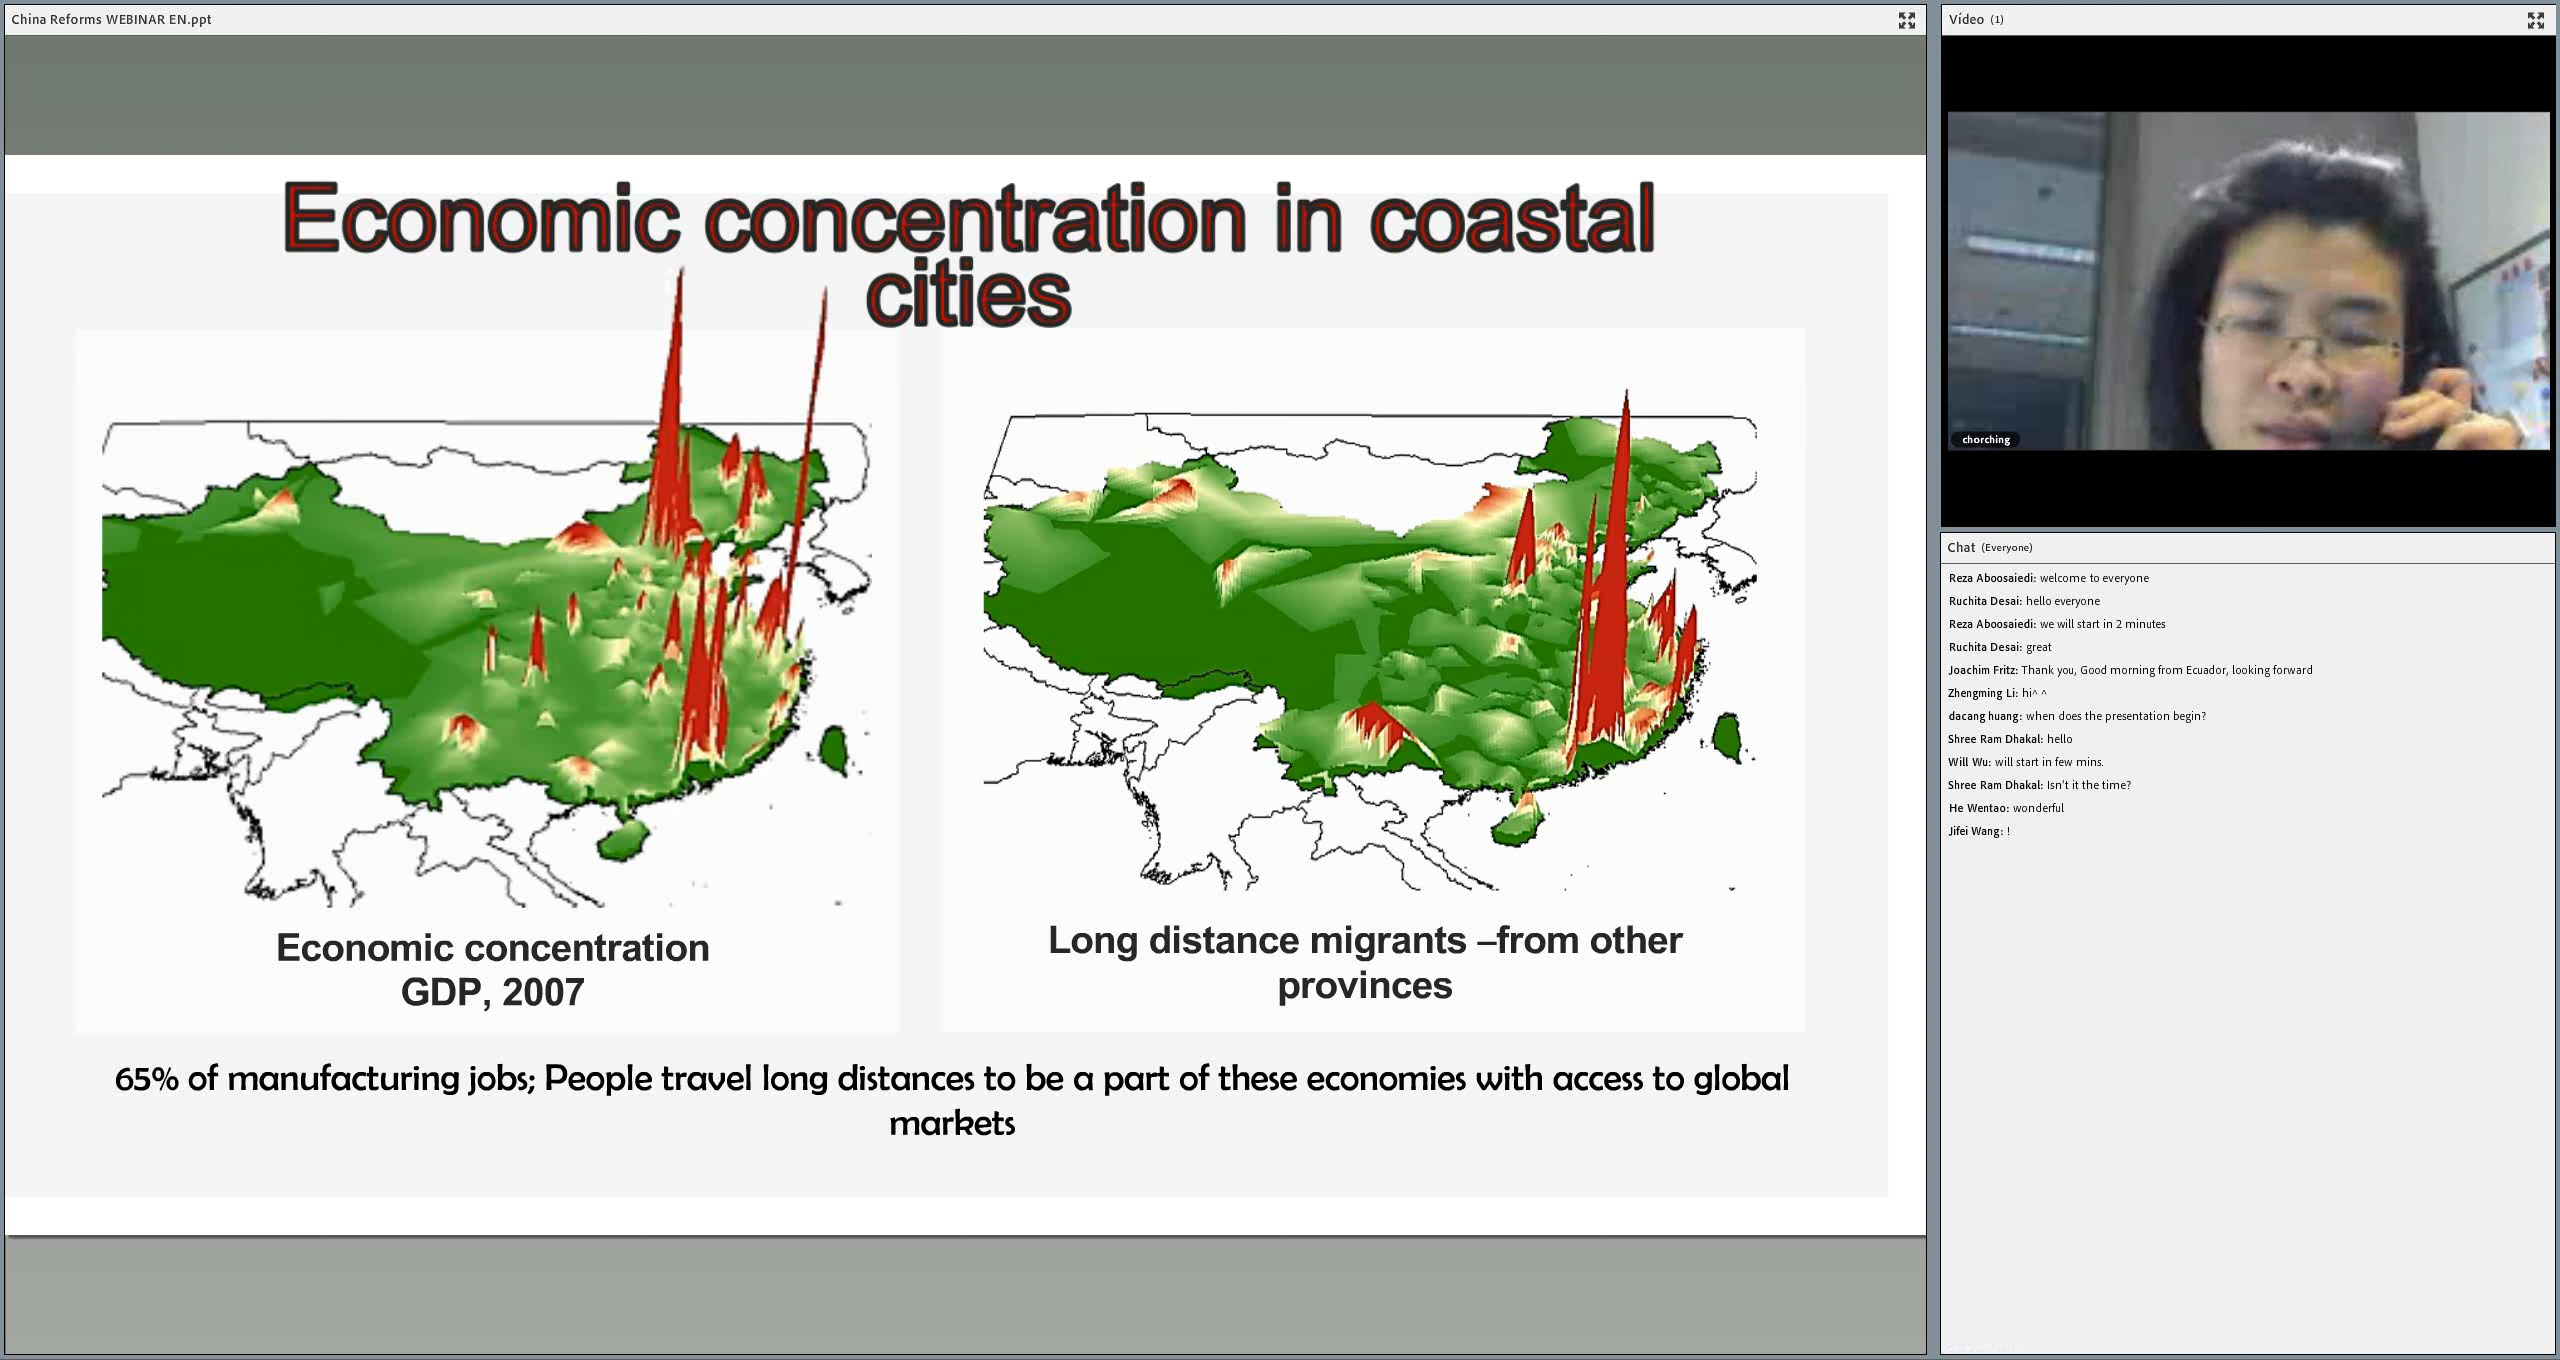 China Reforms WEBINAR EN.ppt
Economic concentration in coastal
cities
Economic concentration
GDP, 2007
Long distance migrants –from other
provinces
65% of manufacturing jobs; People travel long distances to be a part of these economies with access to global
markets
Vídeo (1)
chorching
Chat (Everyone)
Reza Aboosaiedi: welcome to everyone
Ruchita Desai: hello everyone
Reza Aboosaiedi: we will start in 2 minutes
Ruchita Desai: great
Joachim Fritz: Thank you, Good morning from Ecuador, looking forward
Zhengming Li: hi^ ^
dacang huang: when does the presentation begin?
Shree Ram Dhakal: hello
Will Wu: will start in few mins.
Shree Ram Dhakal: Isn't it the time?
He Wentao: wonderful
Jifei Wang: !